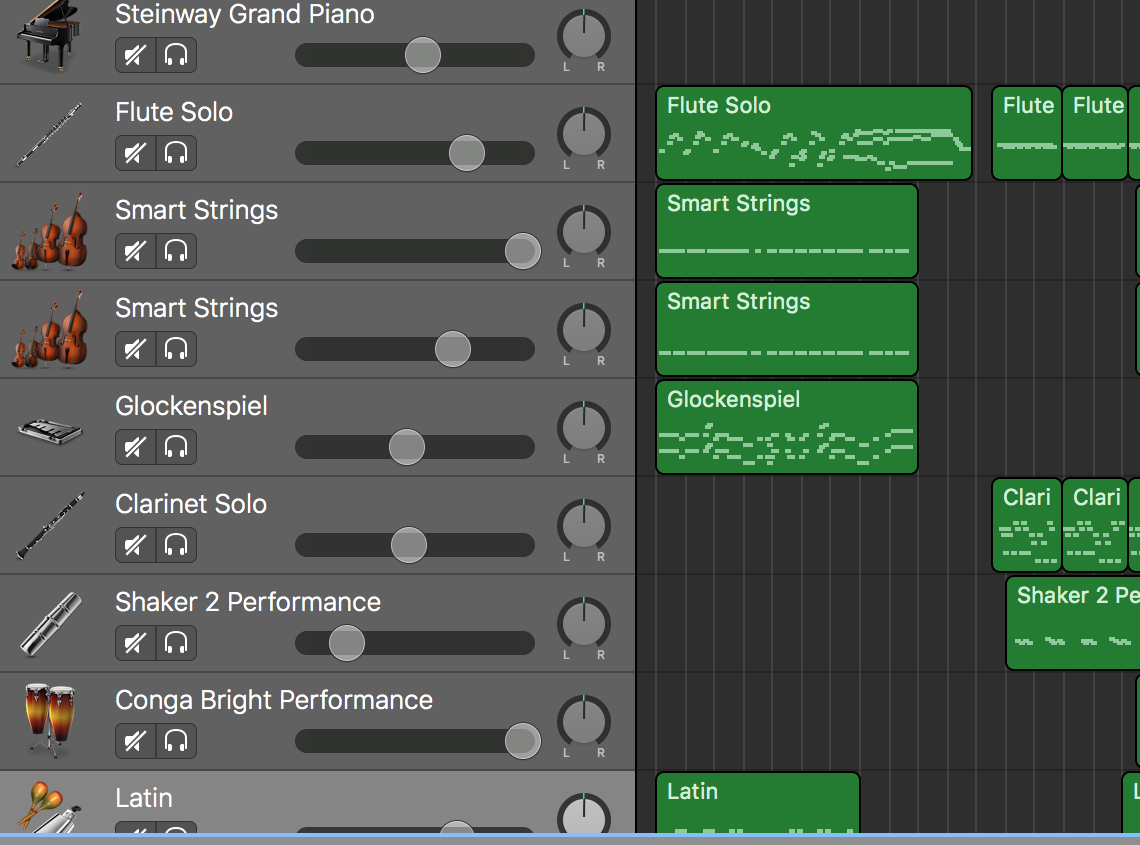 Steinway Grand Piano
L R
Flute Solo
L R
Flute Solo
Flute
Flute
Smart Strings
L R
Smart Strings
Smart Strings
L R
Smart Strings
Glockenspiel
L R
Glockenspiel
Clarinet Solo
L R
Clari
Clari
Shaker 2 Performance
L R
Shaker 2 Pe
Conga Bright Performance
L R
Latin
Latin
L